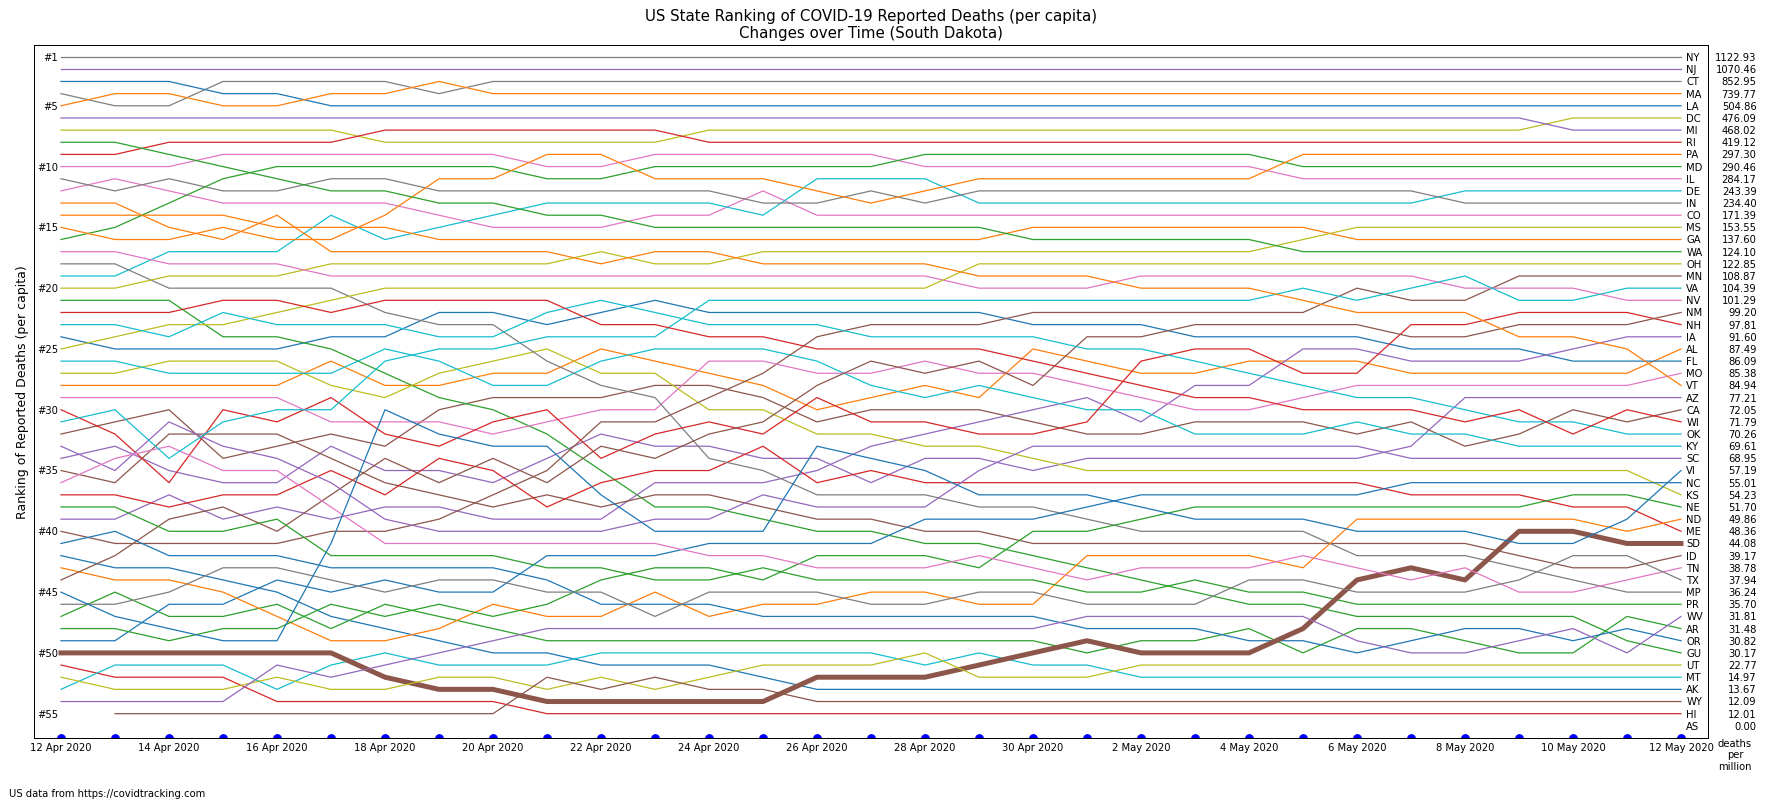 US State Ranking of COVID-19 Reported Deaths (per capita)
Changes over Time (South Dakota)
Ranking of Reported Deaths (per capita)
#1
#5
#10
#15
#20
#25
#30
#35
#40
#45
#50
#55
NY 1122.93
NJ 1070.46
CT 852.95
MA 739.77
LA 504.86
DC 476.09
MI 468.02
RI 419.12
PA 297.30
MD 290.46
IL 284.17
DE 243.39
IN 234.40
CO 171.39
MS 153.55
GA 137.60
WA 124.10
OH 122.85
MN 108.87
VA 104.39
NV 101.29
NM 99.20
NH 97.81
IA 91.60
AL 87.49
FL 86.09
MO 85.38
VT 84.94
AZ 77.21
CA 72.05
WI 71.79
OK 70.26
KY 69.61
SC 68.95
VI 57.19
NC 55.01
KS 54.23
NE 51.70
ND 49.86
ME 48.36
SD 44.08
ID 39.17
TN 38.78
TX 37.94
MP 36.24
PR 35.70
WV 31.81
AR 31.48
OR 30.82
GU 30.17
UT 22.77
MT 14.97
AK 13.67
WY 12.09
HI 12.01
AS 0.00
12 Apr 2020 14 Apr 2020 16 Apr 2020 18 Apr 2020 20 Apr 2020 22 Apr 2020 24 Apr 2020 26 Apr 2020 28 Apr 2020 30 Apr 2020 2 May 2020 4 May 2020 6 May 2020 8 May 2020 10 May 2020 12 May 2020
deaths
per
million
US data from https://covidtracking.com